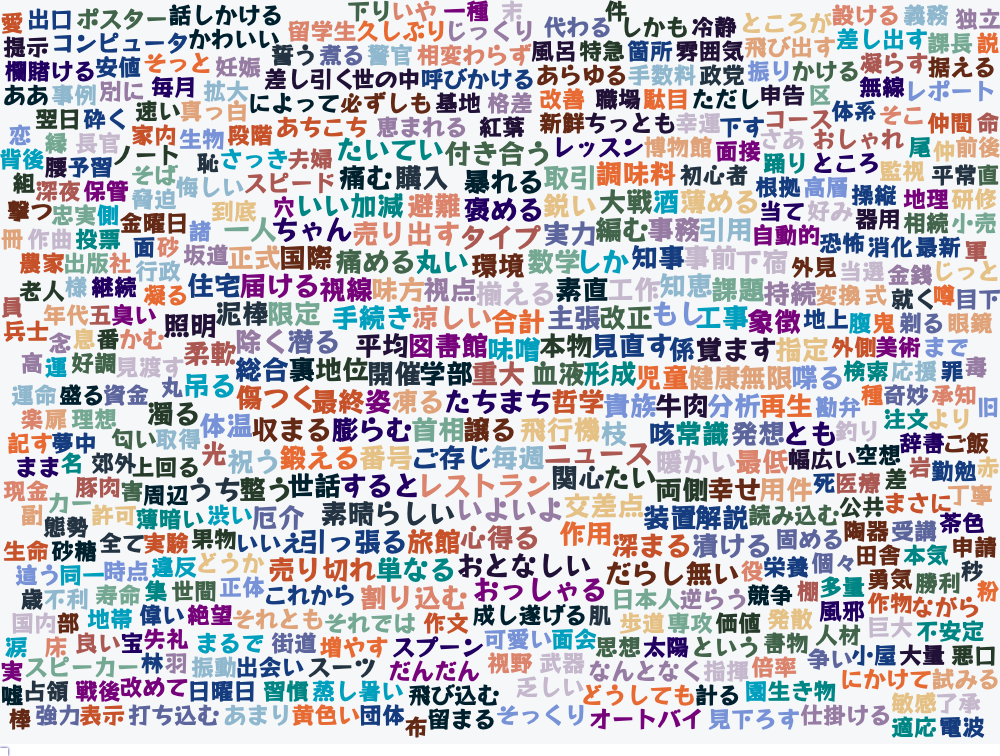 愛 出口 ポスター 話しかける 下り いや 一種 末 件
留学生 久しぶり じっくり 代わる しかも 冷静 ところが 設ける 義務 独立
提示 コンピュータ かわいい 誓う 煮る 警官 相変わらず 風呂 特急 箇所 雰囲気 飛び出す 差し出す 課長 説
欄 賭ける 安値 そっと 妊娠 差し引く 世の中 呼びかける あらゆる 手数料 政党 振り かける 凝らす 据える
ああ 事例 別に 毎月 拡大 によって 必ずしも 基地 格差 改善 職場 駄目 ただし 申告 区 無線 レポート
翌日 砕く 速い 真っ白 あちこち 恵まれる 紅葉 新鮮 ちっとも 幸運 下す コース 体系 そこ 仲間 命
恋 縁 長官 家内 生物 段階 たいてい 付き合う レッスン 博物館 面接 さあ おしゃれ 尾 仲 前後
背後 腰 予習 ノート 恥 さっき 夫婦 痛む 購入 暴れる 取引 調味料 初心者 踊り ところ 監視 平常 直
組 深夜 保管 そば 脅迫 悔しい スピード 根拠 高層 操縦 地理 研修
撃つ 忠実 側 金曜日 諸 到底 穴 いい 加減 避難 褒める 鋭い 大戦 酒 薄める 当て 好み 器用 相続 小売
冊 作曲 投票 面 砂 一人 ちゃん 売り出す タイプ 実力 編む 事務 引用 自動的 恐怖 消化 最新 軍
農家 出版 社 行政 坂道 正式 国際 痛める 丸い 環境 数学 しか 知事 事前 下宿 外見 当選 金銭 じっと
老人 様 継続 凝る 住宅 届ける 視線 味方 視点 揃える 素直 工作 知恵 課題 持続 変換 式 就く 噂 目下
員 年代 五 臭い 照明 泥棒 限定 手続き 涼しい 合計 主張 改正 もし 工事 象徴 地上 腹 鬼 剃る 眼鏡
兵士 念 息 番 かむ 柔軟 除く 潜る 平均 図書館 味噌 本物 見直す 係 覚ます 指定 外側 美術 まで
高 運 好調 見渡す 総合 裏 地位 開催 学部 重大 血液 形成 児童 健康 無限 喋る 検索 応援 罪 毒
運命 盛る 資金 丸 吊る 傷つく 最終 姿 凍る たちまち 哲学 貴族 牛肉 分析 再生 勘弁 種 奇妙 承知 旧
楽 扉 理想 濁る 体温 収まる 膨らむ 首相 譲る 飛行機 枝 咳 常識 発想 とも 釣り 注文 より
記す 夢中 匂い 取得 光 祝う 鍛える 番号 ご存じ 毎週 ニュース 暖かい 最低 幅広い 空想 辞書 ご飯
まま 名 郊外 上回る 世話 すると レストラン 関心 たい 両側 幸せ 用件 死 医療 差 岩 勤勉 赤
現金 カー 豚肉 害 周辺 うち 整う 素晴らしい いよいよ 交差点 装置 解説 読み込む 公共 まさに 丁寧
副 態勢 許可 薄暗い 渋い 厄介 引っ張る 旅館 心得る 作用 深まる 漬ける 固める 陶器 受講 茶色
生命 砂糖 全て 実験 果物 いいえ 売り切れ 単なる おとなしい だらし無い 役 栄養 個々 田舎 本気 申請
違う 同一 時点 違反 どうか 正体 これから 割り込む おっしゃる 日本人 逆らう 競争 棚 多量 勇気 勝利 秒
歳 不利 寿命 集 世間 風邪 作物 ながら 粉
国内 部 地帯 偉い 絶望 それとも それでは 作文 成し遂げる 肌 歩道 専攻 価値 発散 人材 巨大 不安定
涙 床 良い 宝 失礼 まるで 街道 増やす スプーン 可愛い 面会 思想 太陽 という 書物 争い 小屋 大量 悪口
実 スピーカー 林 羽 振動 出会い スーツ だんだん 視野 武器 なんとなく 指揮 倍率 にかけて 試みる
嘘 占領 戦後 改めて 日曜日 習慣 蒸し暑い 飛び込む 乏しい どうしても 計る 園 生き物 敏感 了承
棒 強力 表示 打ち込む あまり 黄色い 団体 布 留まる そっくり オートバイ 見下ろす 仕掛ける 適応 電波